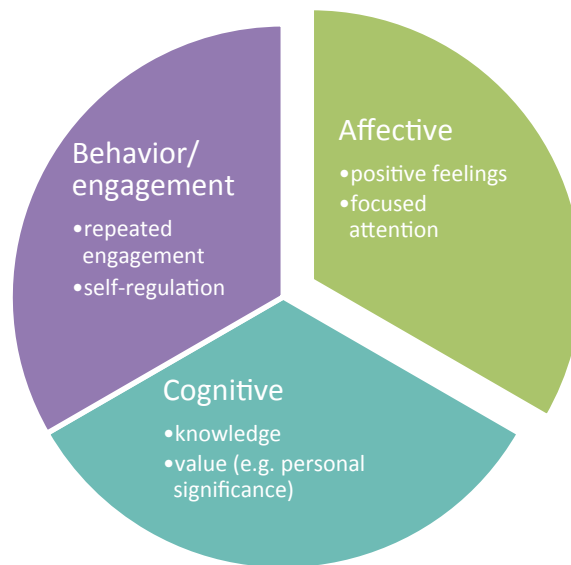 Behavior/
engagement
•repeated
engagement
•self-regulation
Affective
•positive feelings
•focused
attention
Cognitive
•knowledge
•value (e.g. personal
significance)